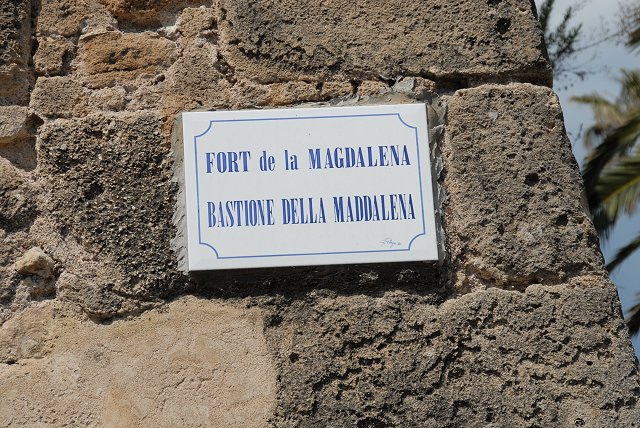 FORT de la MAGDALENA
BASTIONE DELLA MADDALENA